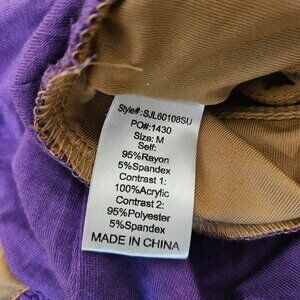 Style#: SJL60108SU
PO#:1430
Size: M
Self:
95%Rayon
5%Spandex
Contrast 1:
100%Acrylic
Contrast 2:
95%Polyester
5%Spandex
MADE IN CHINA